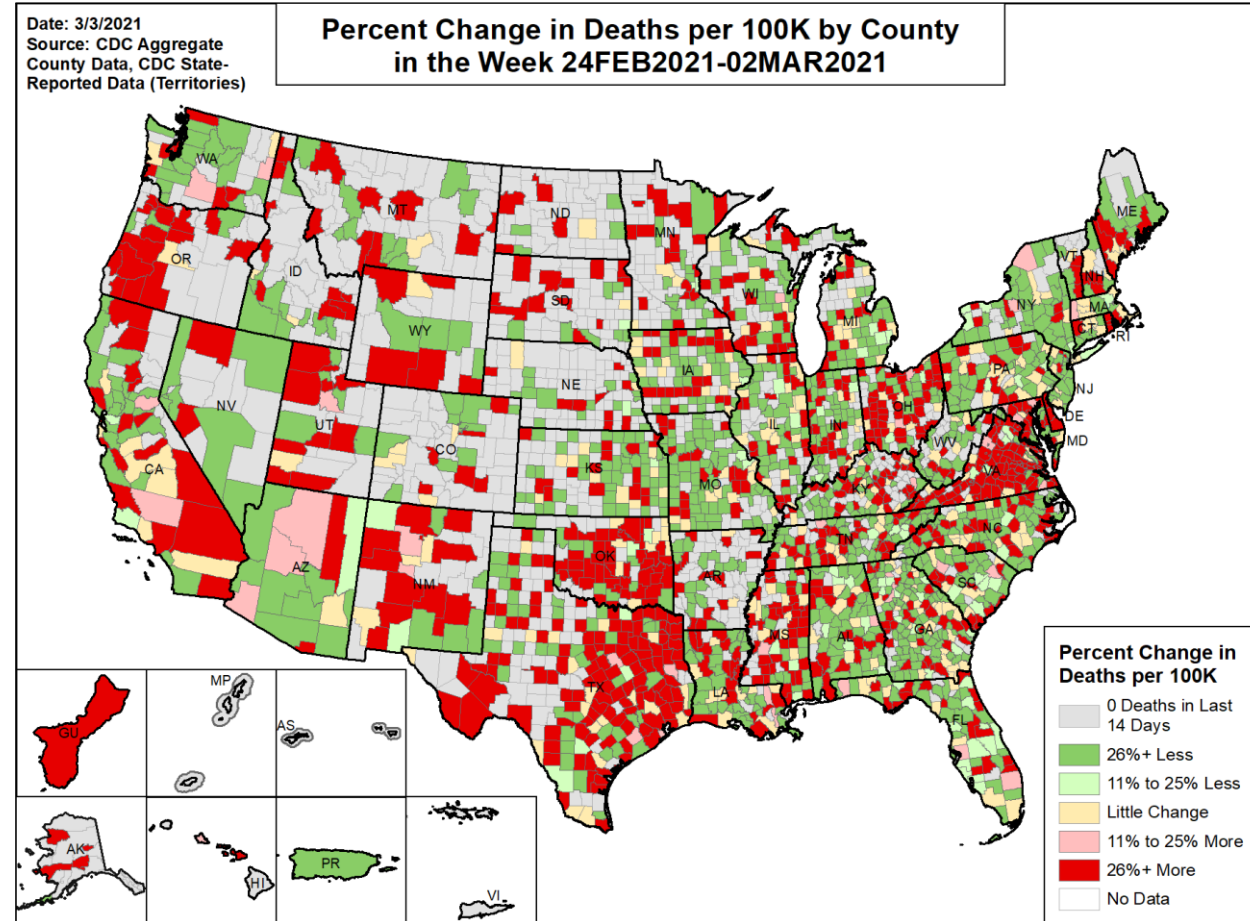 Date: 3/3/2021
Source: CDC Aggregate
County Data, CDC State-
Reported Data (Territories)
Percent Change in Deaths per 100K by County
in the Week 24FEB2021-02MAR2021
WA
MT
ND
MN
ME
OR
ID
SD
WI
MI
VT
NH
NY
MA
CT
RI
WY
IA
NE
PA
NJ
NV
UT
CO
IL
IN
OH
DE
MD
WV
CA
KS
MO
KY
VA
AZ
NM
OK
AR
TN
NC
SC
MS
AL
GA
TX
LA
FL
GU
MP
AS
AK
HI
PR
VI
Percent Change in
Deaths per 100K
0 Deaths in Last
14 Days
26%+ Less
11% to 25% Less
Little Change
11% to 25% More
26%+ More
No Data